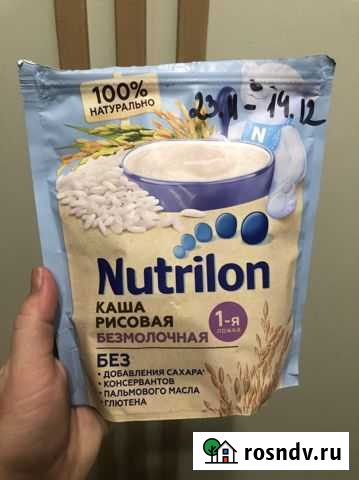 100%
НАТУРАЛЬНО
23.11 - 14.12
N
Nutrilon
КАША
РИСОВАЯ
БЕЗМОЛОЧНАЯ
1-я
ложка
БЕЗ
• ДОБАВЛЕНИЯ САХАРА
• КОНСЕРВАНТОВ
• ПАЛЬМОВОГО МАСЛА
• ГЛЮТЕНА
rosndv.ru